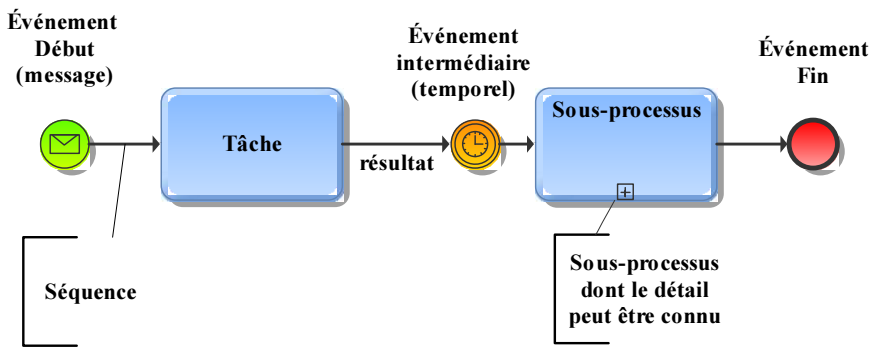 Événement
Début
(message)
Événement
intermédiaire
(temporel)
Événement
Fin
Tâche
résultat
Sous-processus
Séquence
Sous-processus
dont le détail
peut être connu